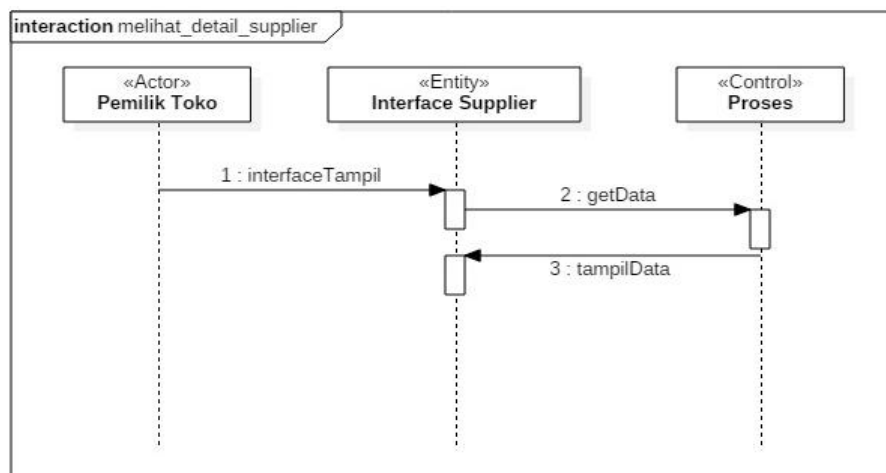 interaction melihat_detail_supplier
«Actor»
Pemilik Toko
«Entity»
Interface Supplier
«Control»
Proses
1 : interfaceTampil
2 : getData
3 : tampilData